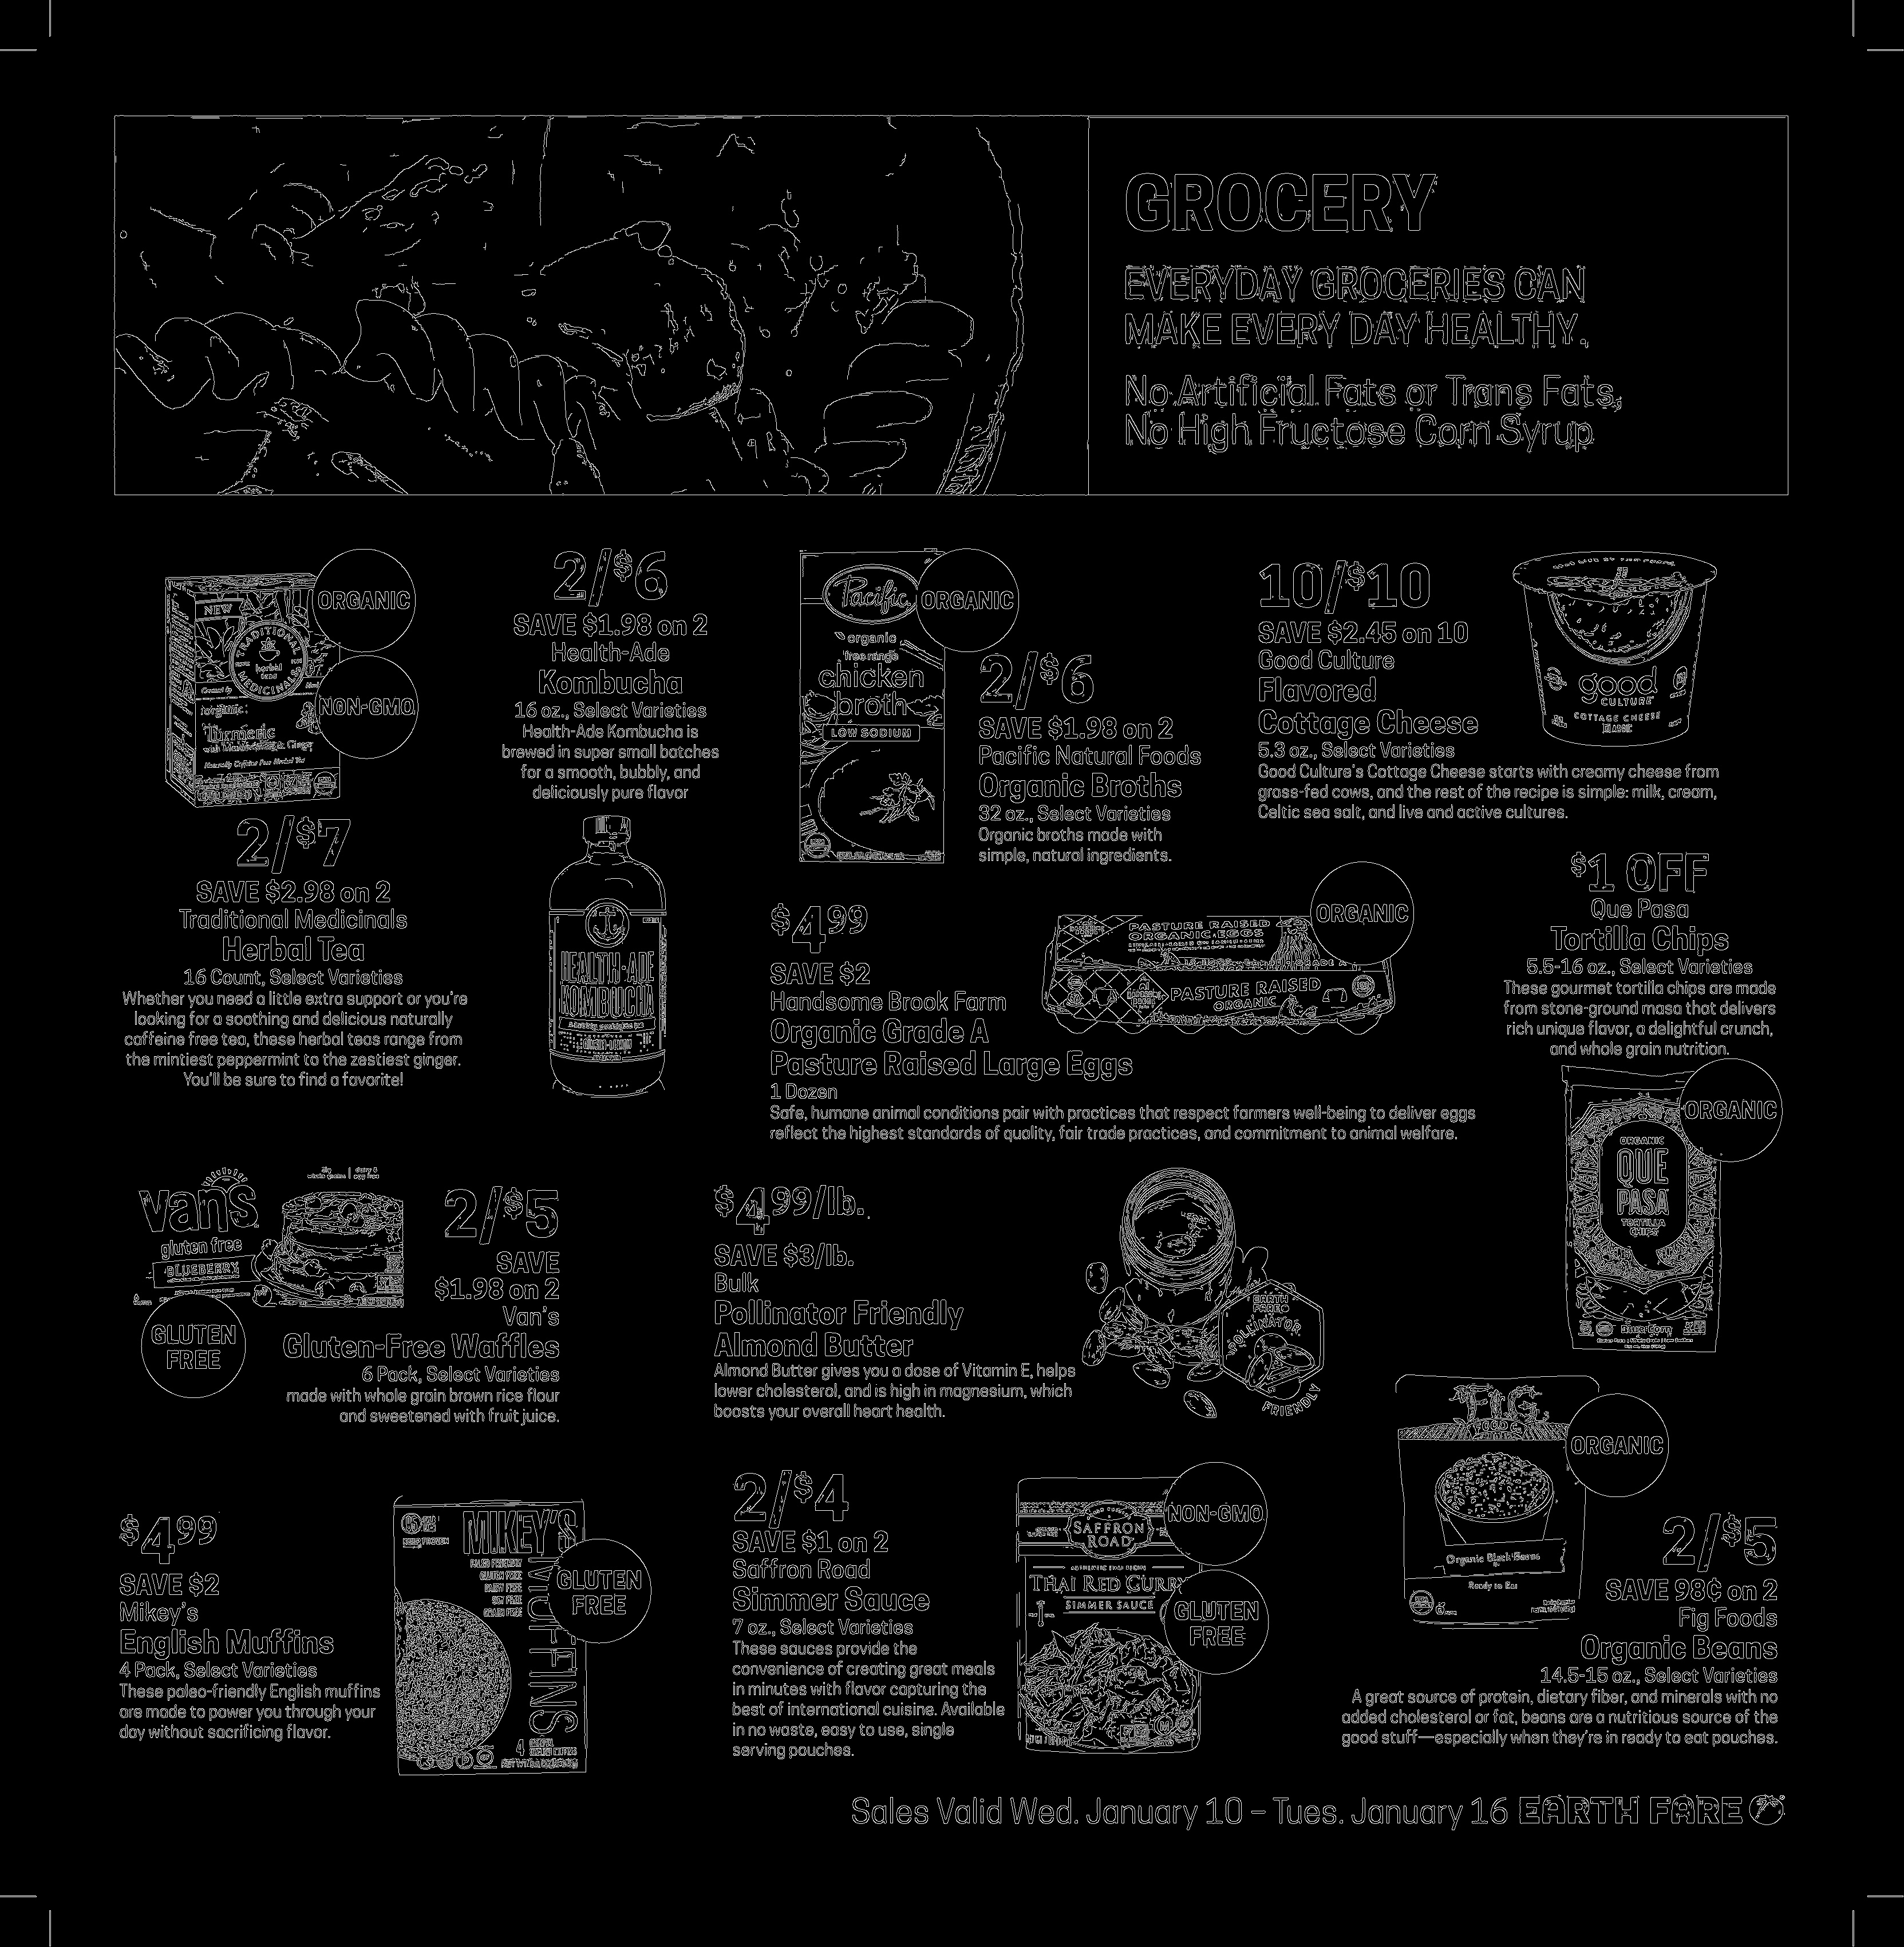 GROCERY
EVERYDAY GROCERIES CAN
MAKE EVERY DAY HEALTHY.
No Artificial Fats or Trans Fats,
No High Fructose Corn Syrup
NEW
TRADITIONAL
herbal
MEDICINALS
organic
Turmeric
ORGANIC
NON-GMO
2/$7
SAVE $2.98 on 2
Traditional Medicinals
Herbal Tea
16 Count, Select Varieties
Whether you need a little extra support or you're
looking for a soothing and delicious naturally
caffeine free tea, these herbal teas range from
the mintiest peppermint to the zestiest ginger.
You'll be sure to find a favorite!
2/$6
SAVE $1.98 on 2
Health-Ade
Kombucha
16 oz., Select Varieties
Health-Ade Kombucha is
brewed in super small batches
for a smooth, bubbly, and
deliciously pure flavor
HEALTH-ADE
KOMBUCHA
Pacific
organic
free range
chicken
broth
LOW SODIUM
ORGANIC
2/$6
SAVE $1.98 on 2
Pacific Natural Foods
Organic Broths
32 oz., Select Varieties
Organic broths made with
simple, natural ingredients.
10/$10
SAVE $2.45 on 10
Good Culture
Flavored
Cottage Cheese
5.3 oz., Select Varieties
Good Culture's Cottage Cheese starts with creamy cheese from
grass-fed cows, and the rest of the recipe is simple: milk, cream,
Celtic sea salt, and live and active cultures.
good
CULTURE
COTTAGE CHEESE
$4.99
SAVE $2
Handsome Brook Farm
Organic Grade A
Pasture Raised Large Eggs
1 Dozen
Safe, humane animal conditions pair with practices that respect farmers well-being to deliver eggs
reflect the highest standards of quality, fair trade practices, and commitment to animal welfare.
PASTURE RAISED
ORGANIC EGGS
PASTURE RAISED
ORGANIC
ORGANIC
$1 OFF
Que Pasa
Tortilla Chips
5.5-16 oz., Select Varieties
These gourmet tortilla chips are made
from stone-ground masa that delivers
rich unique flavor, a delightful crunch,
and whole grain nutrition.
ORGANIC
ORGANIC
QUE
PASA
TORTILLA
CHIPS
van's
gluten free
BLUEBERRY
GLUTEN
FREE
2/$5
SAVE
$1.98 on 2
Van's
Gluten-Free Waffles
6 Pack, Select Varieties
made with whole grain brown rice flour
and sweetened with fruit juice.
$4.99/lb.
SAVE $3/lb.
Bulk
Pollinator Friendly
Almond Butter
Almond Butter gives you a dose of Vitamin E, helps
lower cholesterol, and is high in magnesium, which
boosts your overall heart health.
EARTH
FARE
POLLINATOR
FRIENDLY
$4.99
SAVE $2
Mikey's
English Muffins
4 Pack, Select Varieties
These paleo-friendly English muffins
are made to power you through your
day without sacrificing flavor.
MIKEY'S
MUFFINS
GLUTEN
FREE
2/$4
SAVE $1 on 2
Saffron Road
Simmer Sauce
7 oz., Select Varieties
These sauces provide the
convenience of creating great meals
in minutes with flavor capturing the
best of international cuisine. Available
in no waste, easy to use, single
serving pouches.
SAFFRON
ROAD
THAI RED CURRY
SIMMER SAUCE
NON-GMO
GLUTEN
FREE
FIG
FOOD
Organic Black Beans
Ready to Eat
ORGANIC
2/$5
SAVE 98¢ on 2
Fig Foods
Organic Beans
14.5-15 oz., Select Varieties
A great source of protein, dietary fiber, and minerals with no
added cholesterol or fat, beans are a nutritious source of the
good stuff—especially when they're in ready to eat pouches.
Sales Valid Wed. January 10 – Tues. January 16 EARTH FARE